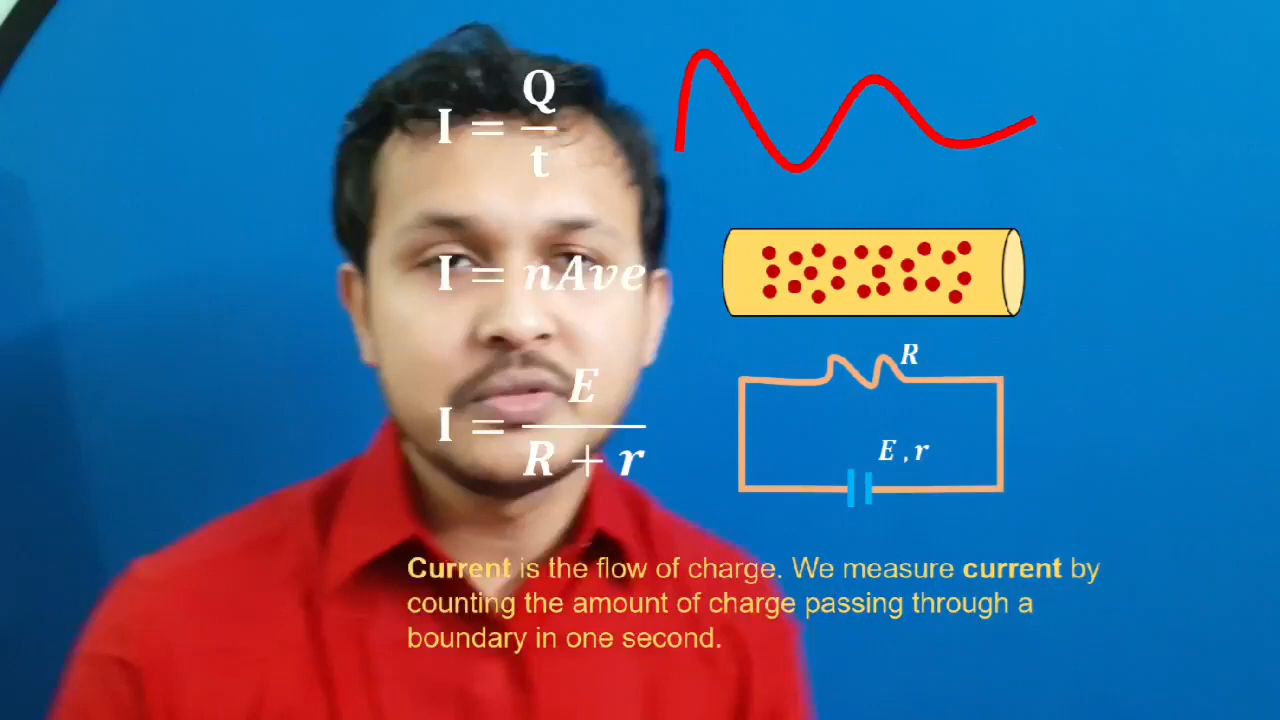 I = Q/t
I = nAve
R
I = E/(R + r)
E , r
Current is the flow of charge. We measure current by
counting the amount of charge passing through a
boundary in one second.